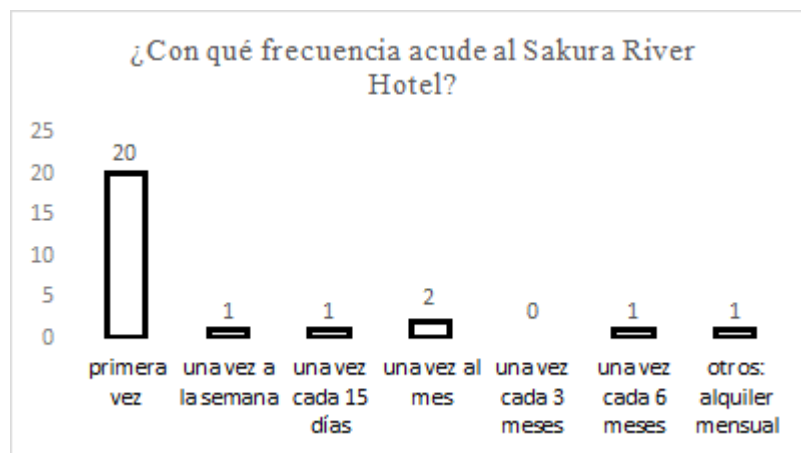 ¿Con qué frecuencia acude al Sakura River
Hotel?
25
20
15
10
5
0
20
1
1
2
0
1
1
primera
vez
una vez a
la semana
una vez
cada 15
días
una vez al
mes
una vez
cada 3
meses
una vez
cada 6
meses
otros:
alquiler
mensual